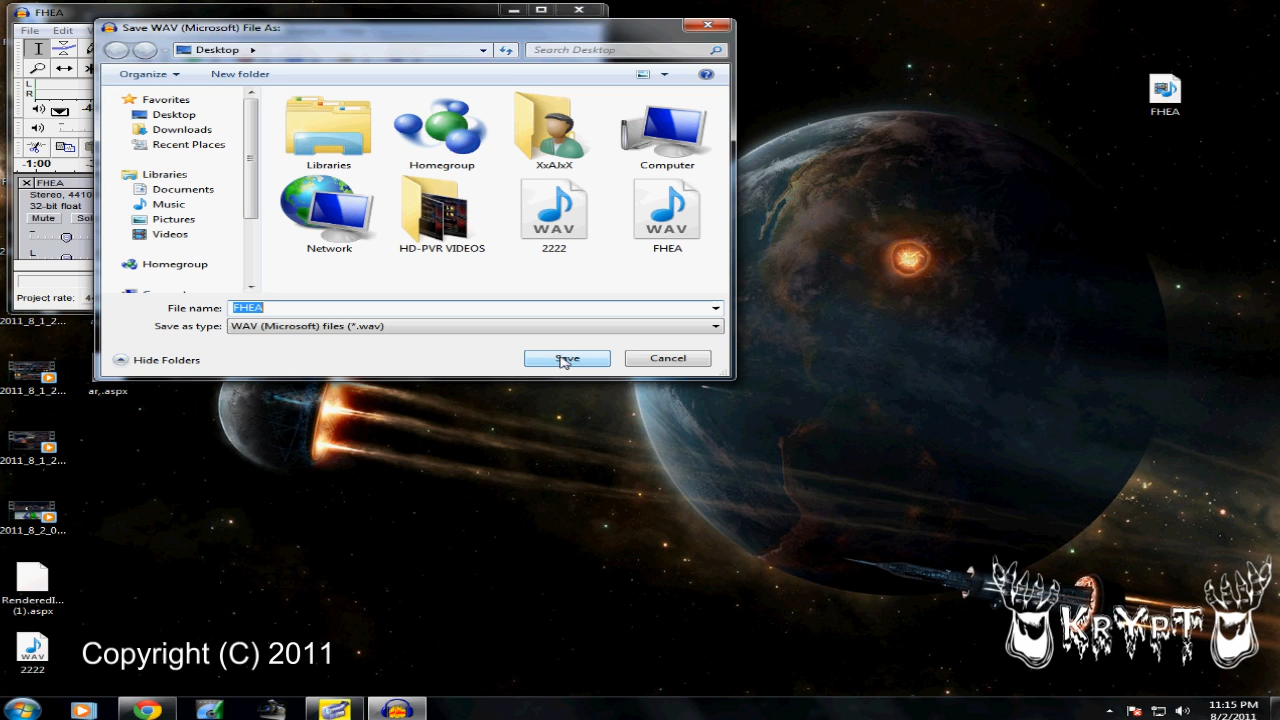 FHEA
File Edit
Save WAV (Microsoft) File As:
Desktop
Search Desktop
Organize
New folder
Favorites
Desktop
Downloads
Recent Places
Libraries
Documents
Music
Pictures
Videos
Homegroup
Libraries
Homegroup
XxAJxX
Computer
Network
HD-PVR VIDEOS
WAV
2222
WAV
FHEA
File name: FHEA
Save as type: WAV (Microsoft) files (*.wav)
Hide Folders
Save
Cancel
L
R
-1:00
FHEA
Stereo, 4410
32-bit float
Mute
L
Project rate:
FHEA
2011_8_1_2...
2011_8_1_2...
ar,.aspx
2011_8_1_2...
2011_8_2_0...
RenderedI...
(1).aspx
WAV
2222
Copyright (C) 2011
KRYPT
11:15 PM
8/2/2011